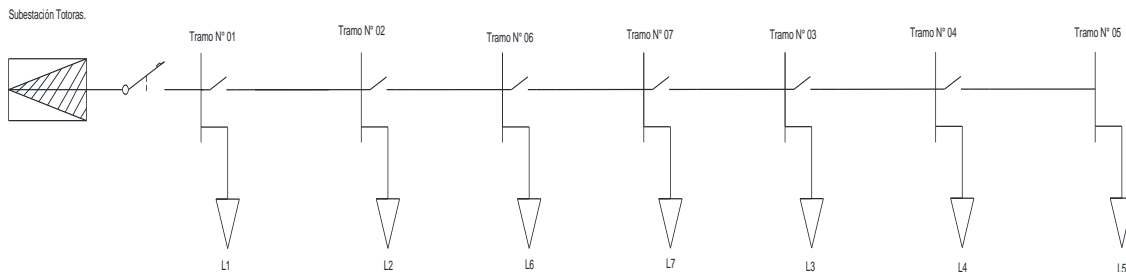 Subestación Totoras.
Tramo N° 01
Tramo N° 02
Tramo N° 06
Tramo N° 07
Tramo N° 03
Tramo N° 04
Tramo N° 05
L1
L2
L6
L7
L3
L4
L5